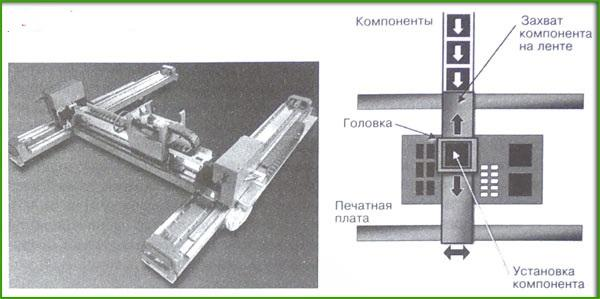 Компоненты
Захват
компонента
на ленте
Головка
Печатная
плата
Установка
компонента